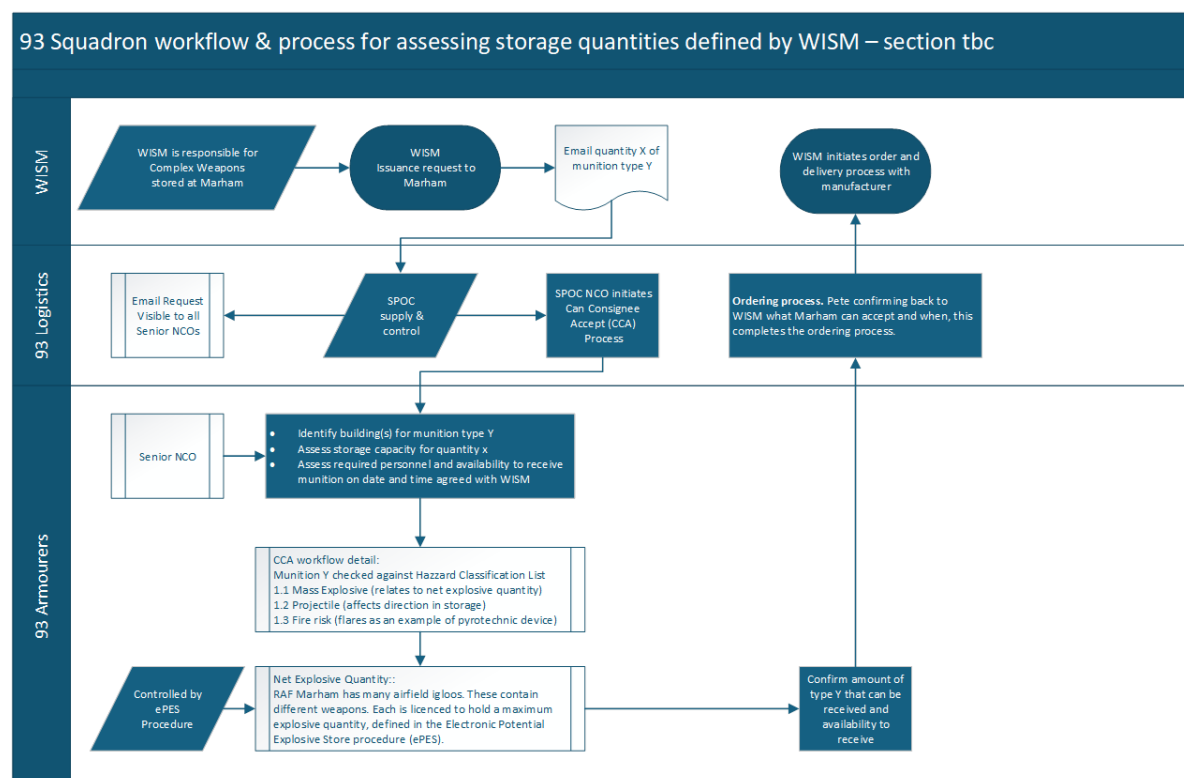 93 Squadron workflow & process for assessing storage quantities defined by WISM – section tbc
WISM
WISM is responsible for
Complex Weapons
stored at Marham
WISM
Issuance request to
Marham
Email quantity X of
munition type Y
WISM initiates order and
delivery process with
manufacturer
93 Logistics
Email Request
Visible to all
Senior NCOs
SPOC
supply &
control
SPOC NCO initiates
Can Consignee
Accept (CCA)
Process
Ordering process. Pete confirming back to
WISM what Marham can accept and when, this
completes the ordering process.
93 Armourers
Senior NCO
• Identify building(s) for munition type Y
• Assess storage capacity for quantity x
• Assess required personnel and availability to receive
munition on date and time agreed with WISM
CCA workflow detail:
Munition Y checked against Hazzard Classification List
1.1 Mass Explosive (relates to net explosive quantity)
1.2 Projectile (affects direction in storage)
1.3 Fire risk (flares as an example of pyrotechnic device)
Controlled by
ePES
Procedure
Net Explosive Quantity::
RAF Marham has many airfield igloos. These contain
different weapons. Each is licenced to hold a maximum
explosive quantity, defined in the Electronic Potential
Explosive Store procedure (ePES).
Confirm amount of
type Y that can be
received and
availability to
receive